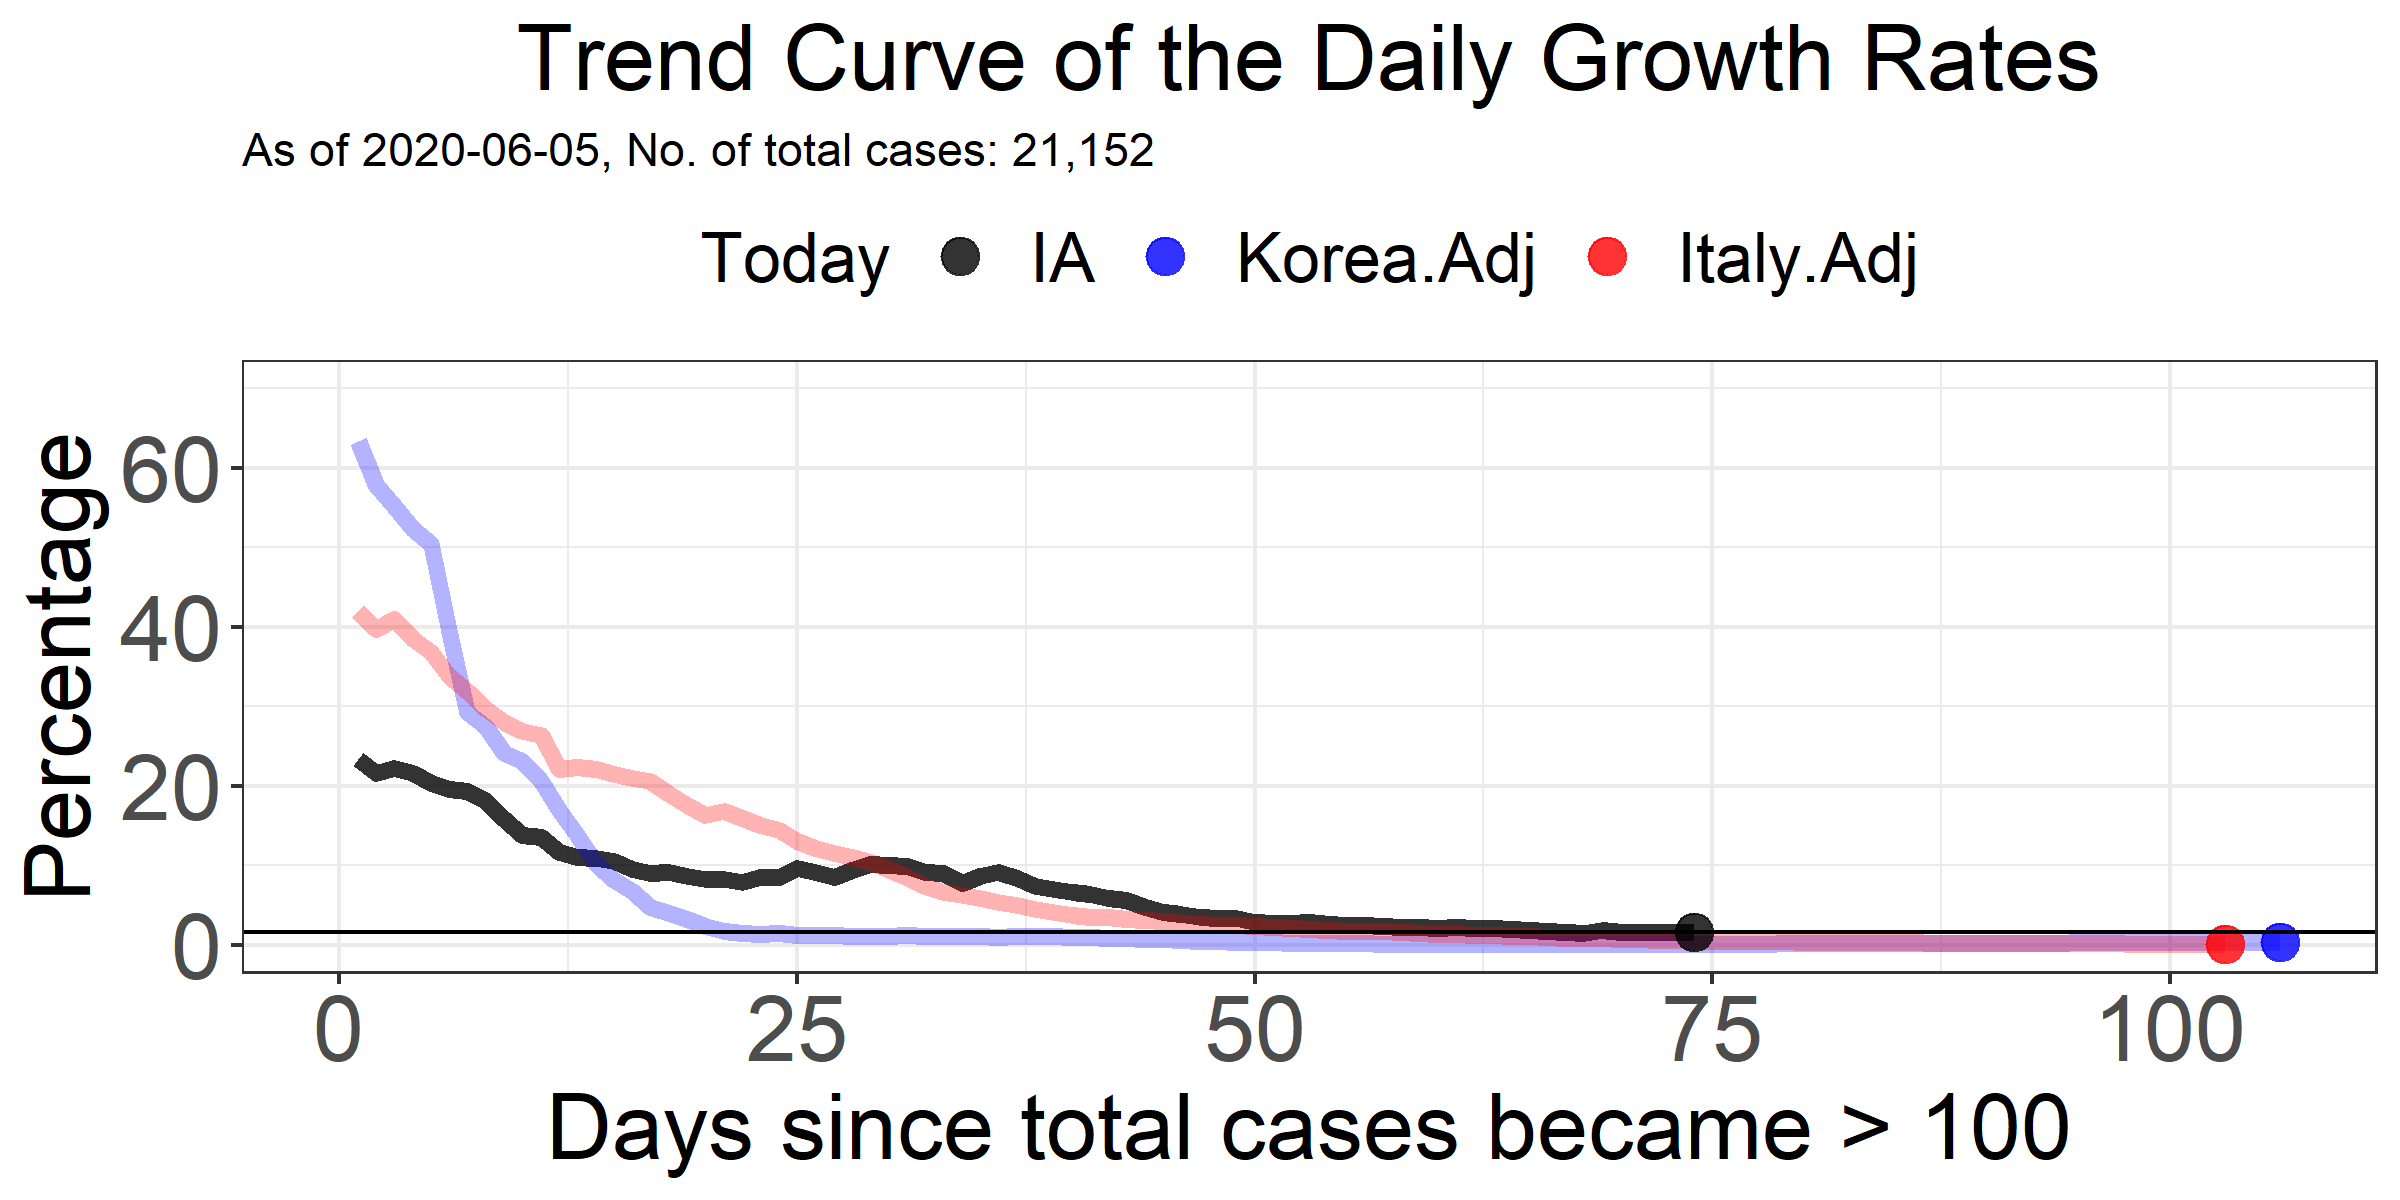 Trend Curve of the Daily Growth Rates
As of 2020-06-05, No. of total cases: 21,152
Today IA Korea.Adj Italy.Adj
Percentage
60
40
20
0
0 25 50 75 100
Days since total cases became > 100